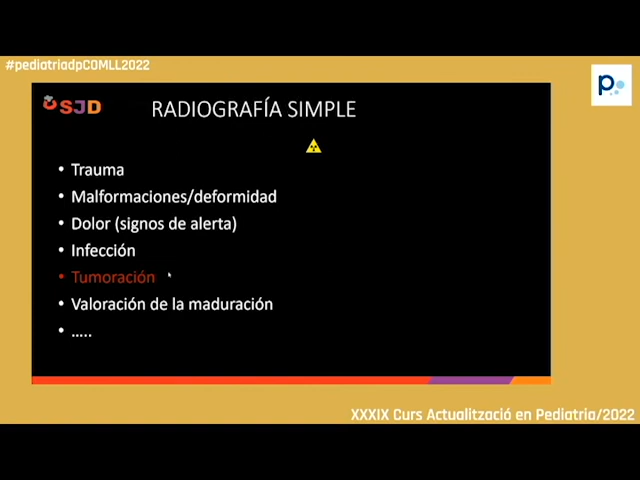 #pediatriadpCOMLL2022
p
SJD
RADIOGRAFÍA SIMPLE
• Trauma
• Malformaciones/deformidad
• Dolor (signos de alerta)
• Infección
• Tumoración
• Valoración de la maduración
• .....
XXXIX Curs Actualització en Pediatria/2022